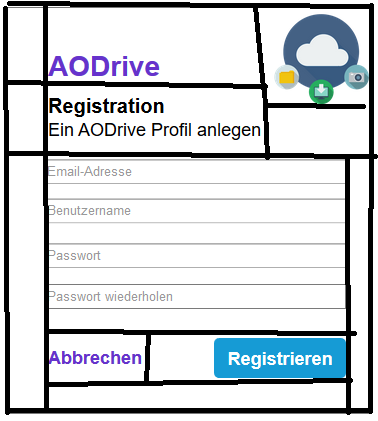 AODrive
Registration
Ein AODrive Profil anlegen
Email-Adresse
Benutzername
Passwort
Passwort wiederholen
Abbrechen
Registrieren